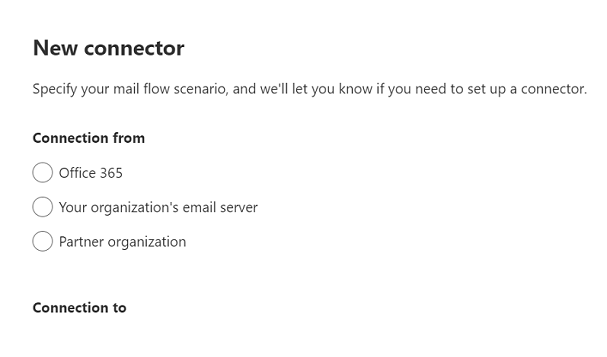 New connector
Specify your mail flow scenario, and we'll let you know if you need to set up a connector.
Connection from
Office 365
Your organization's email server
Partner organization
Connection to